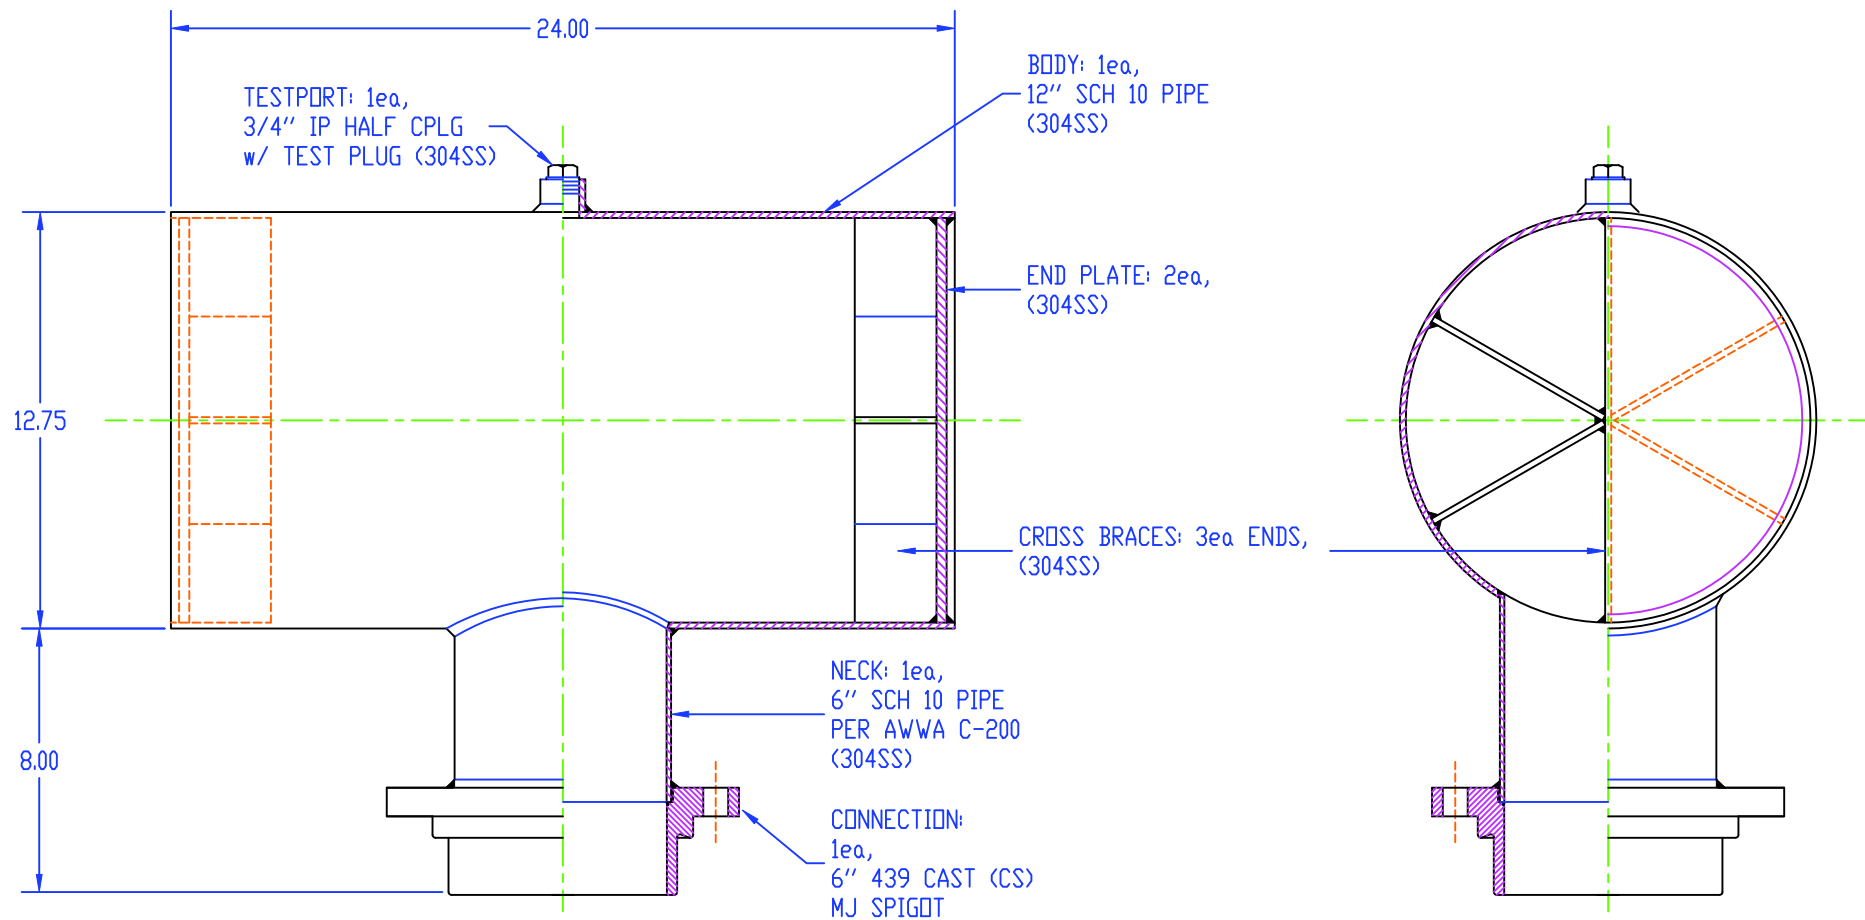 24.00
TESTPORT: 1ea,
3/4" IP HALF CPLG
w/ TEST PLUG (304SS)
BODY: 1ea,
12" SCH 10 PIPE
(304SS)
END PLATE: 2ea,
(304SS)
12.75
CROSS BRACES: 3ea ENDS,
(304SS)
NECK: 1ea,
6" SCH 10 PIPE
PER AWWA C-200
(304SS)
8.00
CONNECTION:
1ea,
6" 439 CAST (CS)
MJ SPIGOT